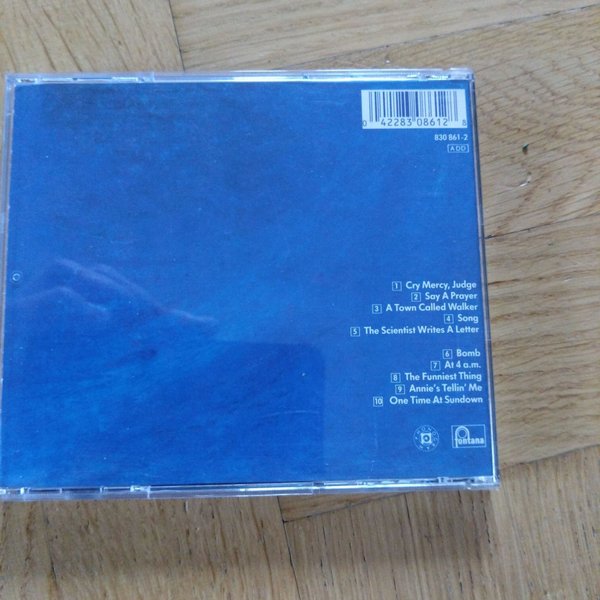 0 42283 08612 8
830 861-2
ADD
1 Cry Mercy, Judge
2 Say A Prayer
3 A Town Called Walker
4 Song
5 The Scientist Writes A Letter
6 Bomb
7 At 4 a.m.
8 The Funniest Thing
9 Annie's Tellin' Me
10 One Time At Sundown
fontana